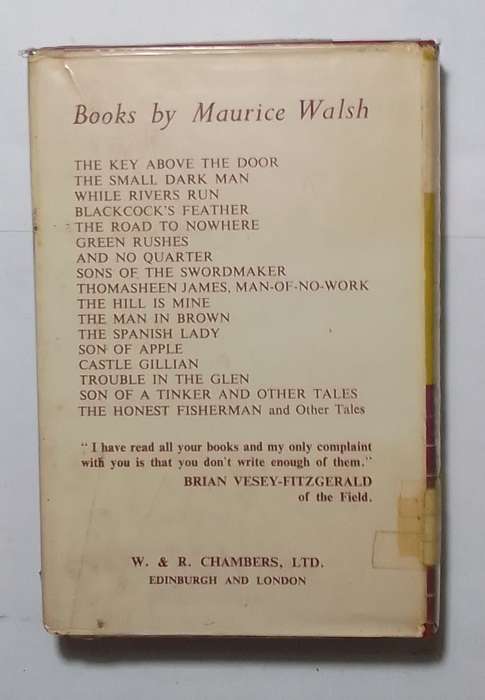 Books by Maurice Walsh
THE KEY ABOVE THE DOOR
THE SMALL DARK MAN
WHILE RIVERS RUN
BLACKCOCK'S FEATHER
THE ROAD TO NOWHERE
GREEN RUSHES
AND NO QUARTER
SONS OF THE SWORDMAKER
THOMASHEEN JAMES, MAN-OF-NO-WORK
THE HILL IS MINE
THE MAN IN BROWN
THE SPANISH LADY
SON OF APPLE
CASTLE GILLIAN
TROUBLE IN THE GLEN
SON OF A TINKER AND OTHER TALES
THE HONEST FISHERMAN and Other Tales
"I have read all your books and my only complaint
with you is that you don't write enough of them."
BRIAN VESEY-FITZGERALD
of the Field.
W. & R. CHAMBERS, LTD.
EDINBURGH AND LONDON